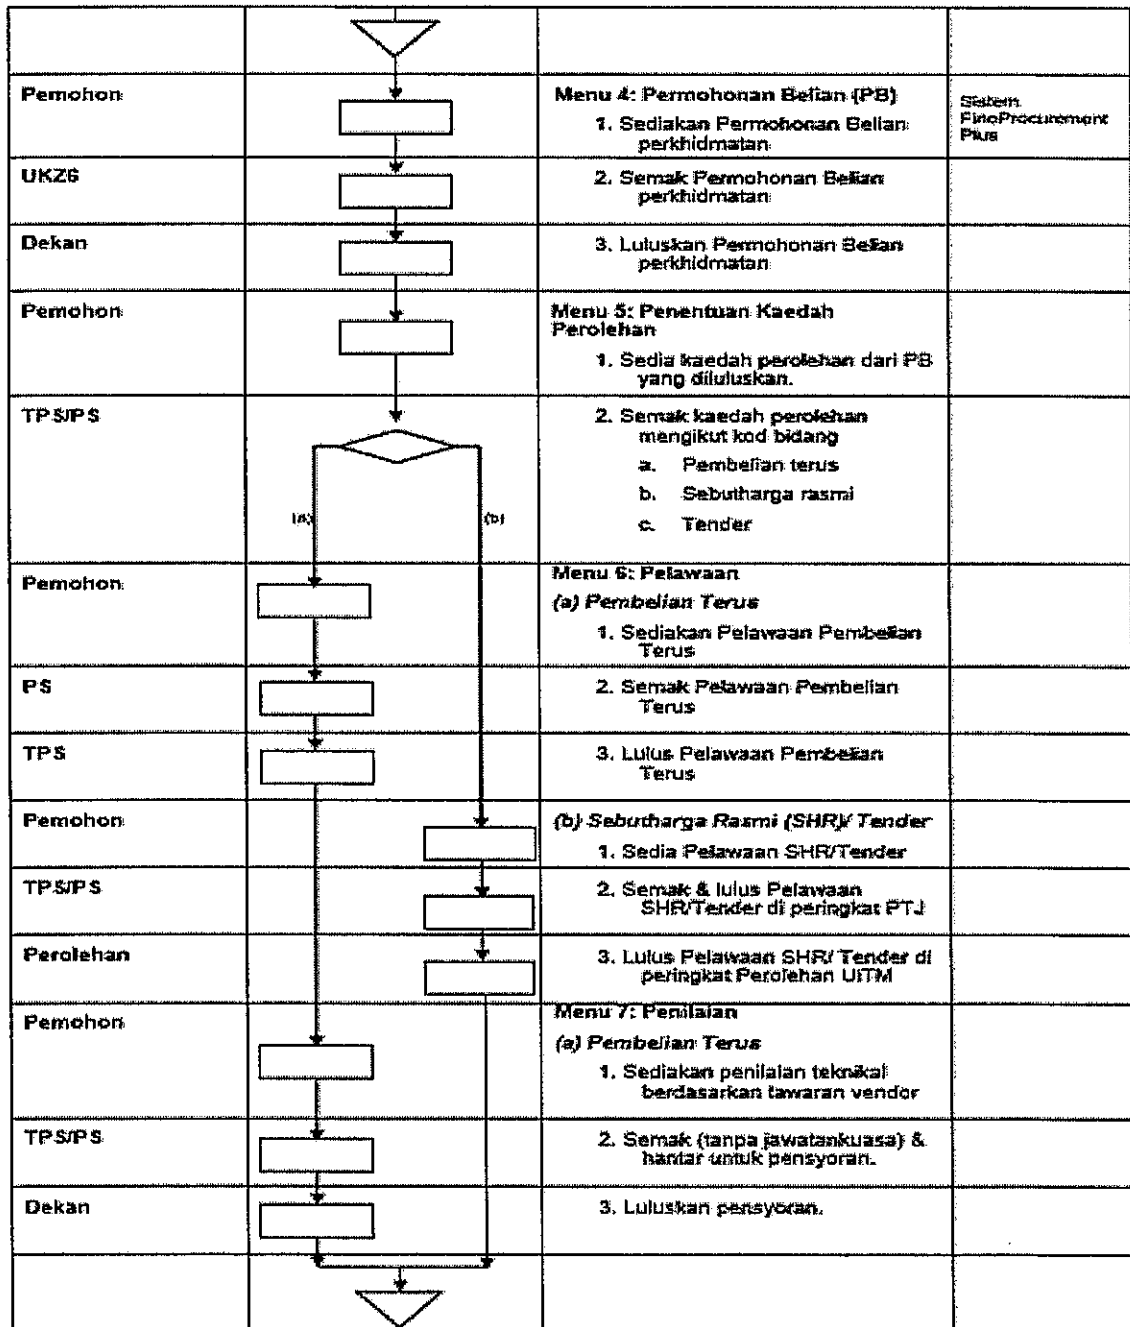 Pemohon
Menu 4: Permohonan Belian (PB)
1. Sediakan Permohonan Belian
perkhidmatan
Sistem
FineProcurement
Plus
UKZ6
2. Semak Permohonan Belian
perkhidmatan
Dekan
3. Luluskan Permohonan Belian
perkhidmatan
Pemohon
Menu 5: Penentuan Kaedah
Perolehan
1. Sedia kaedah perolehan dari PB
yang diluluskan.
TPS/PS
2. Semak kaedah perolehan
mengikut kod bidang
a. Pembelian terus
b. Sebutharga rasmi
c. Tender
(a)
(b)
Pemohon
Menu 6: Pelawaan
(a) Pembelian Terus
1. Sediakan Pelawaan Pembelian
Terus
PS
2. Semak Pelawaan Pembelian
Terus
TPS
3. Lulus Pelawaan Pembelian
Terus
Pemohon
(b) Sebutharga Rasmi (SHR)/ Tender
1. Sedia Pelawaan SHR/Tender
TPS/PS
2. Semak & lulus Pelawaan
SHR/Tender di peringkat PTJ
Perolehan
3. Lulus Pelawaan SHR/ Tender di
peringkat Perolehan UiTM
Pemohon
Menu 7: Penilaian
(a) Pembelian Terus
1. Sediakan penilaian teknikal
berdasarkan tawaran vendor
TPS/PS
2. Semak (tanpa jawatankuasa) &
hantar untuk pensyoran.
Dekan
3. Luluskan pensyoran.